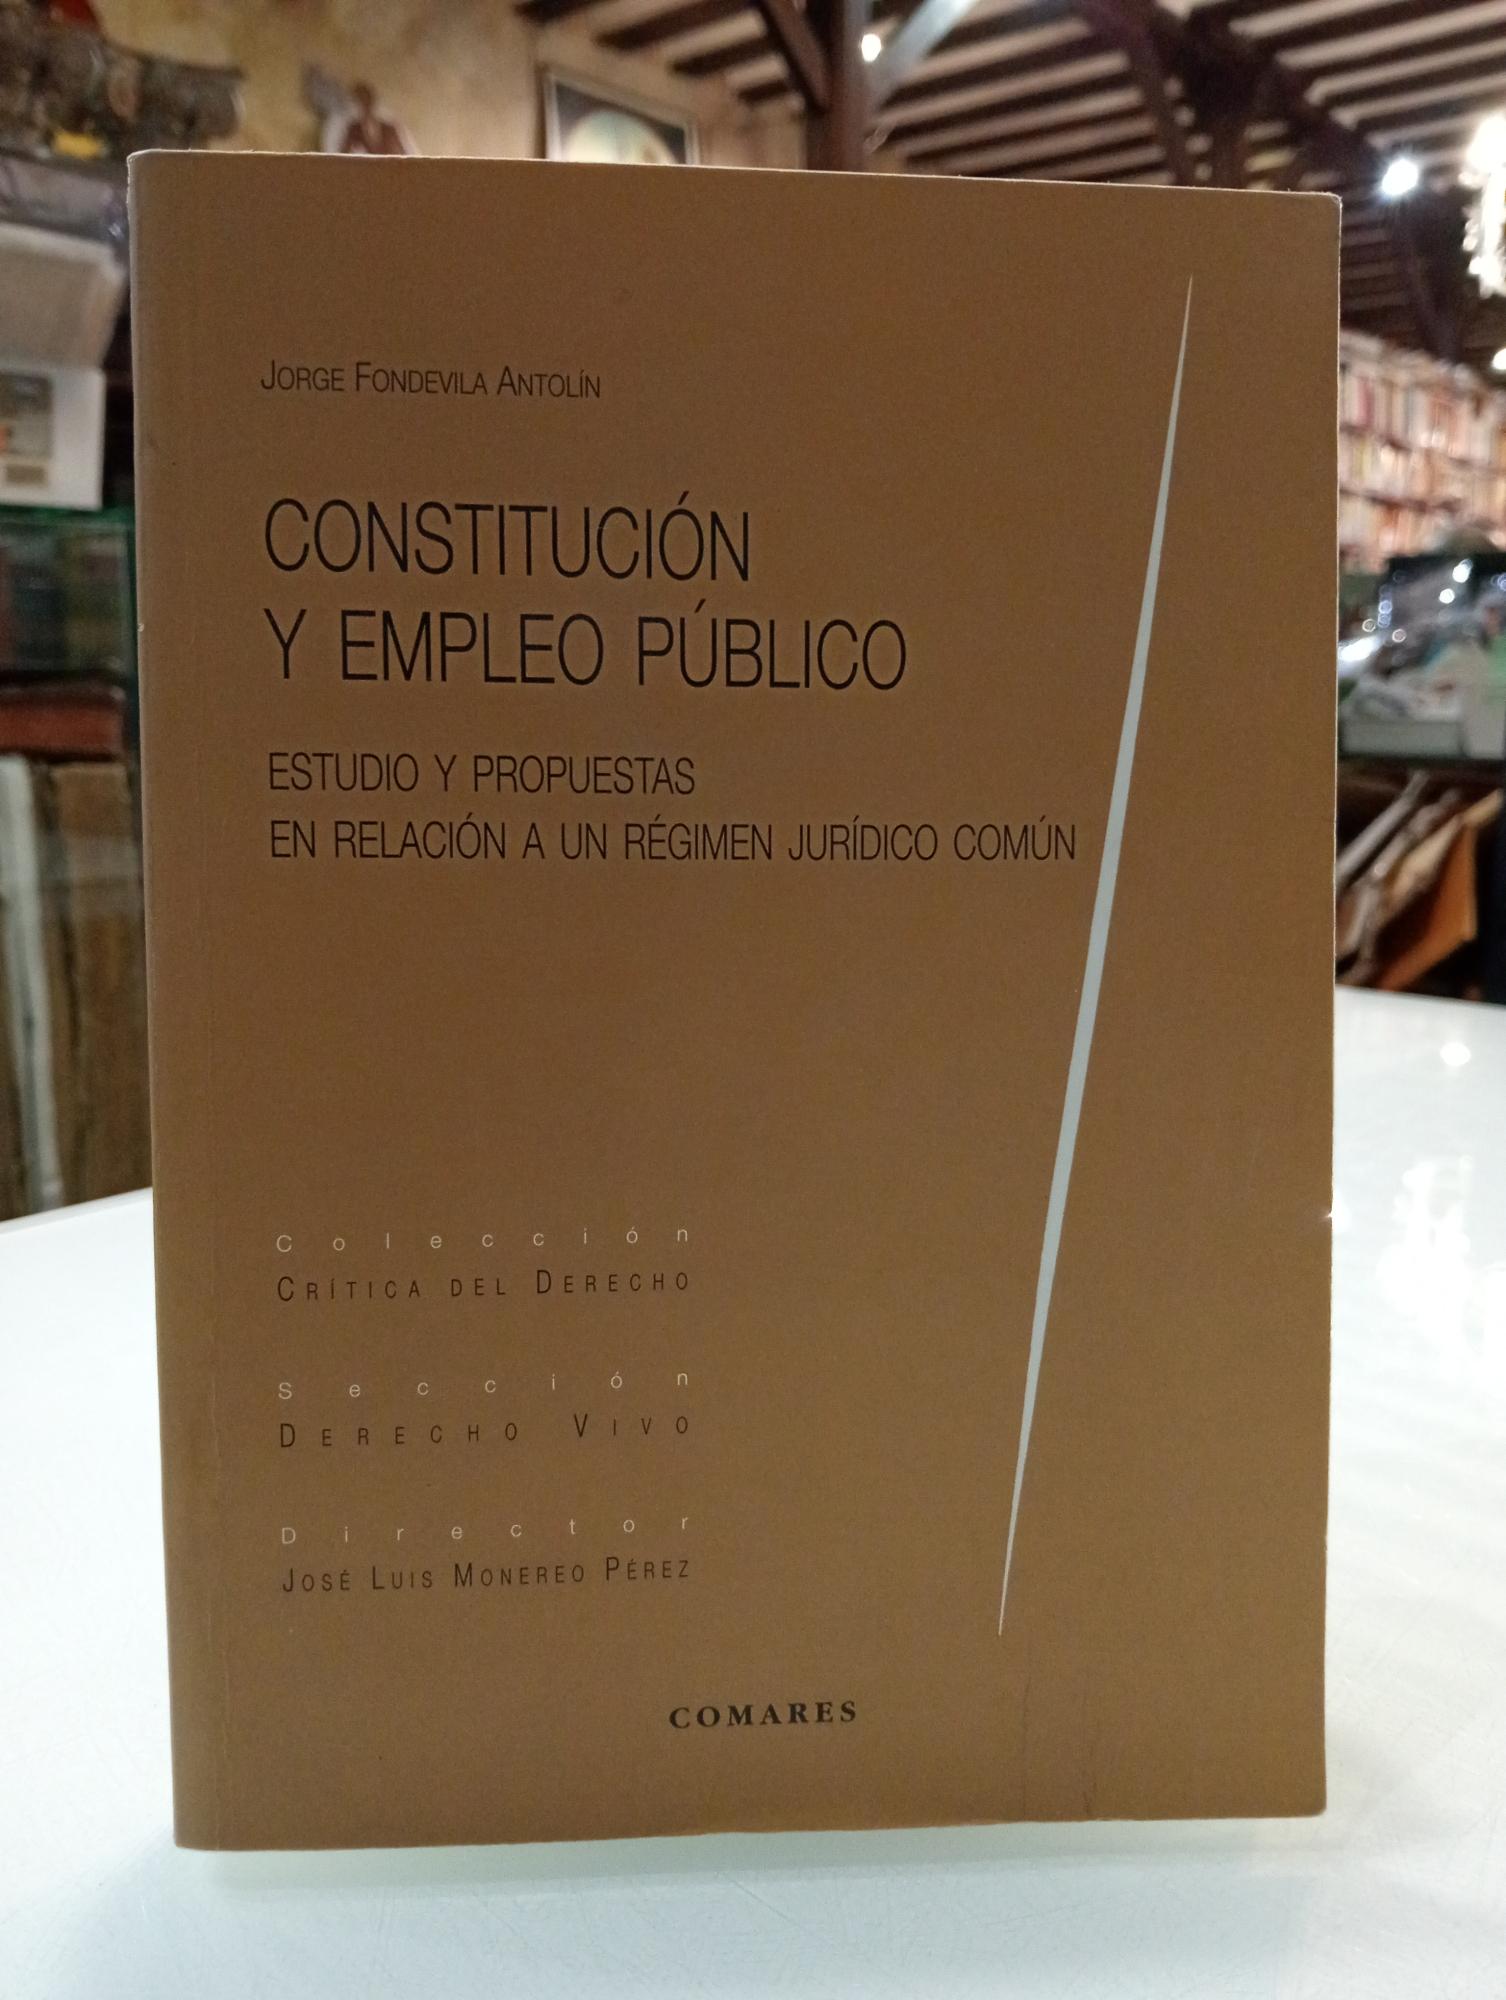 JORGE FONDEVILA ANTOLÍN
CONSTITUCIÓN
Y EMPLEO PÚBLICO
ESTUDIO Y PROPUESTAS
EN RELACIÓN A UN RÉGIMEN JURÍDICO COMÚN
Colección
CRÍTICA DEL DERECHO
Sección
DERECHO VIVO
Director
JOSÉ LUIS MONEREO PÉREZ
COMARES